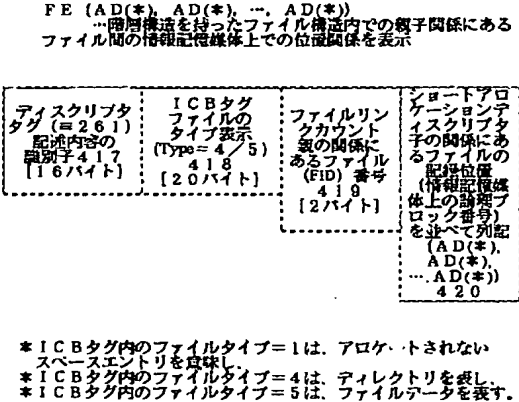 FE (AD(*), AD(*), …, AD(*))
…階層構造を持ったファイル構造内での親子関係にある
ファイル間の情報記憶媒体上での位置関係を表示
ディスクリプタ
タグ(=261)
記述内容の
識別子417
[16バイト]
ICBタグ
ファイルの
タイプ表示
(Type=4/5)
418
[20バイト]
ファイルリン
クカウント
親の関係に
あるファイル
(FID) 番号
419
[2バイト]
ショートアロ
ケーションデ
ィスクリプタ
子の関係にあ
るファイルの
記録位置
(情報記憶媒
体上の論理ブ
ロック番号)
を並べて列記
(AD(*),
AD(*),
…,AD(*))
420
*ICBタグ内のファイルタイプ=1は、アロケートされない
スペースエントリを意味し、
*ICBタグ内のファイルタイプ=4は、ディレクトリを表し、
*ICBタグ内のファイルタイプ=5は、ファイルデータを表す。